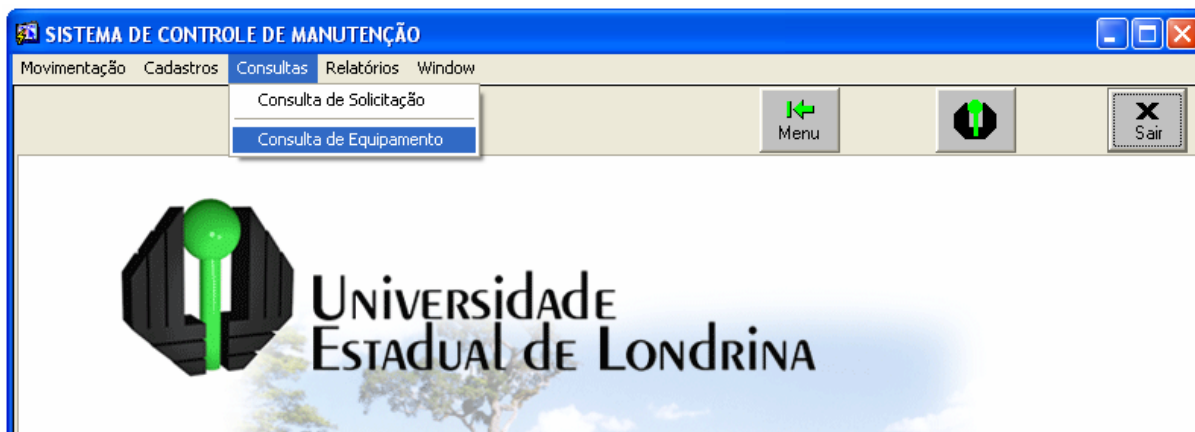 SISTEMA DE CONTROLE DE MANUTENÇÃO
Movimentação Cadastros Consultas Relatórios Window
Consulta de Solicitação
Consulta de Equipamento
Menu
Sair
Universidade
Estadual de Londrina